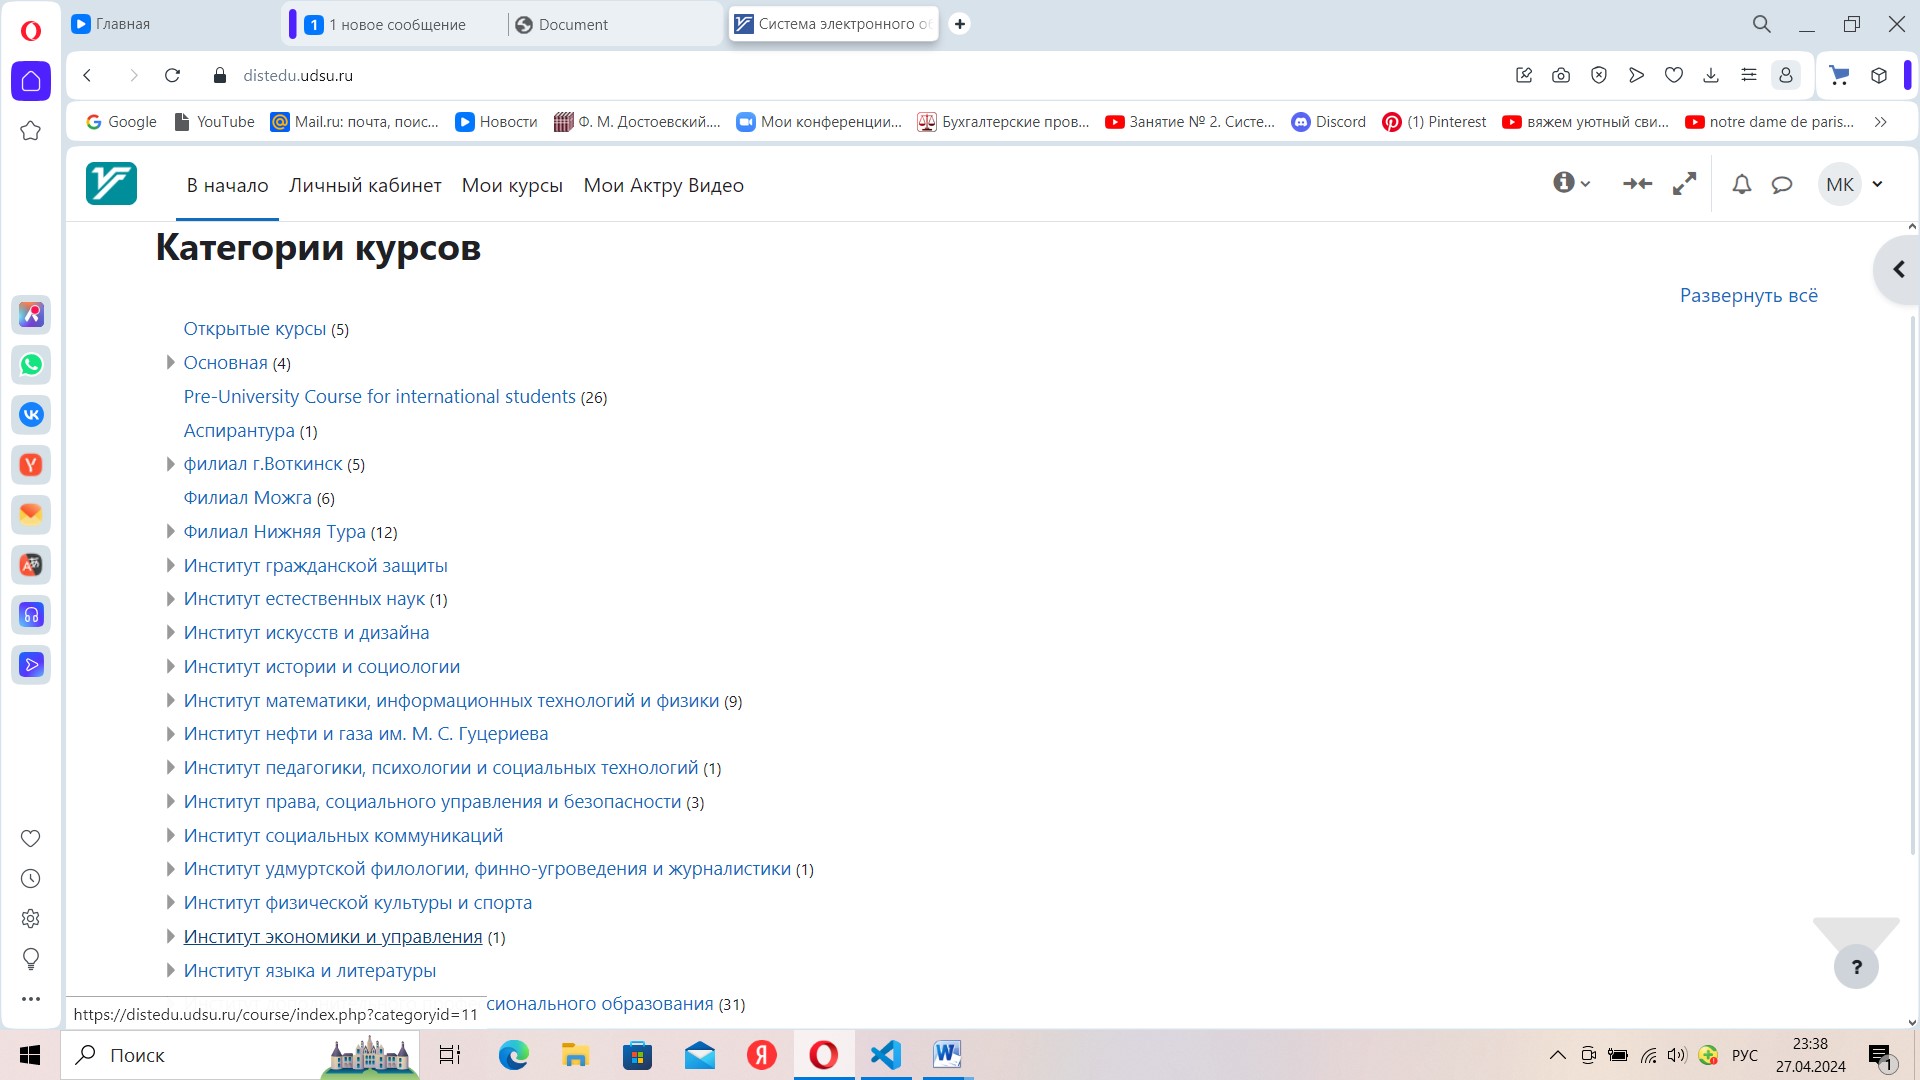 Главная
1 1 новое сообщение
Document
Система электронного о
distedu.udsu.ru
Google
YouTube
Mail.ru: почта, поис...
Новости
Ф. М. Достоевский....
Мои конференции...
Бухгалтерские пров...
Занятие № 2. Систе...
Discord
(1) Pinterest
вяжем уютный сви...
notre dame de paris...
В начало
Личный кабинет
Мои курсы
Мои Актру Видео
МК
Категории курсов
Развернуть всё
Открытые курсы (5)
Основная (4)
Pre-University Course for international students (26)
Аспирантура (1)
филиал г.Воткинск (5)
Филиал Можга (6)
Филиал Нижняя Тура (12)
Институт гражданской защиты
Институт естественных наук (1)
Институт искусств и дизайна
Институт истории и социологии
Институт математики, информационных технологий и физики (9)
Институт нефти и газа им. М. С. Гуцериева
Институт педагогики, психологии и социальных технологий (1)
Институт права, социального управления и безопасности (3)
Институт социальных коммуникаций
Институт удмуртской филологии, финно-угроведения и журналистики (1)
Институт физической культуры и спорта
Институт экономики и управления (1)
Институт языка и литературы
сионального образования (31)
?
https://distedu.udsu.ru/course/index.php?categoryid=11
Поиск
РУС
23:38
27.04.2024
1